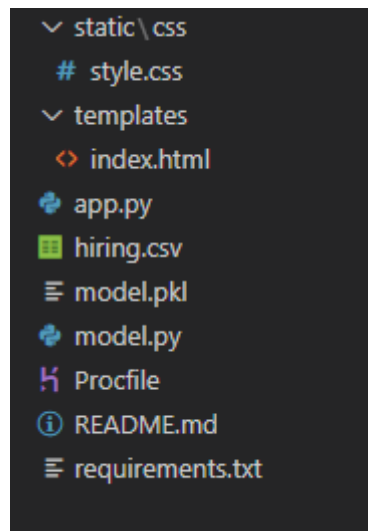 static\css
# style.css
templates
<> index.html
app.py
hiring.csv
model.pkl
model.py
Procfile
README.md
requirements.txt